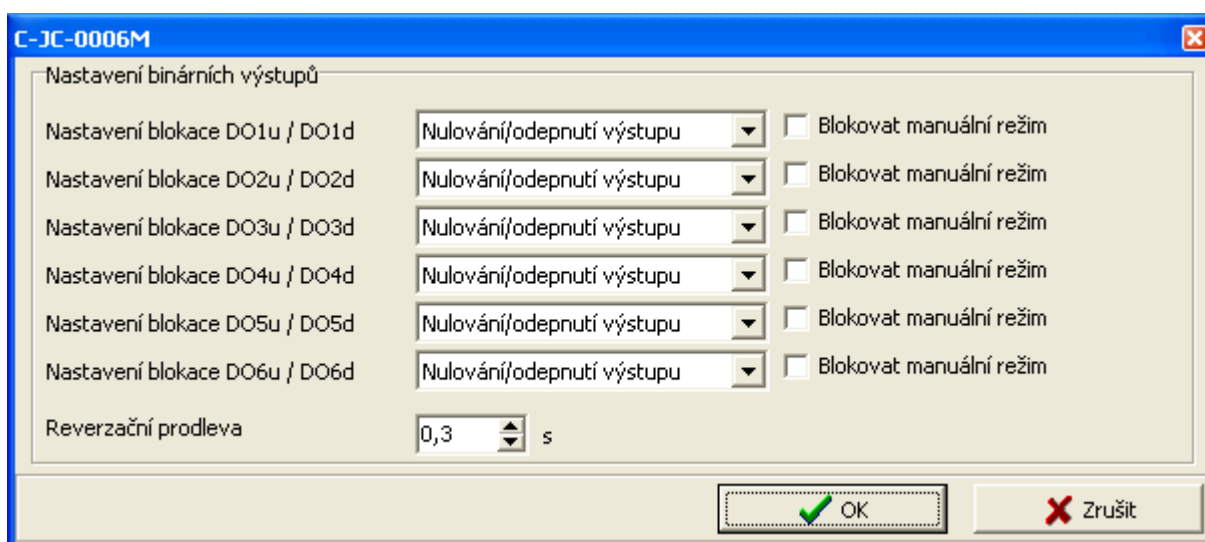 C-JC-0006M
Nastavení binárních výstupů
Nastavení blokace DO1u / DO1d Nulování/odepnutí výstupu Blokovat manuální režim
Nastavení blokace DO2u / DO2d Nulování/odepnutí výstupu Blokovat manuální režim
Nastavení blokace DO3u / DO3d Nulování/odepnutí výstupu Blokovat manuální režim
Nastavení blokace DO4u / DO4d Nulování/odepnutí výstupu Blokovat manuální režim
Nastavení blokace DO5u / DO5d Nulování/odepnutí výstupu Blokovat manuální režim
Nastavení blokace DO6u / DO6d Nulování/odepnutí výstupu Blokovat manuální režim
Reverzační prodleva 0,3 s
OK Zrušit